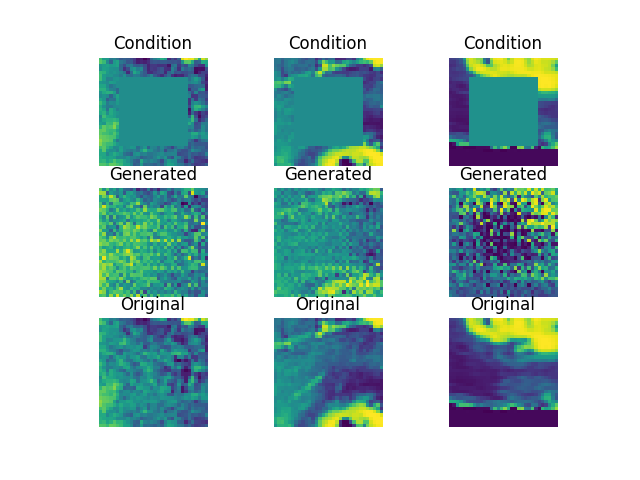 Condition Condition Condition
Generated Generated Generated
Original Original Original